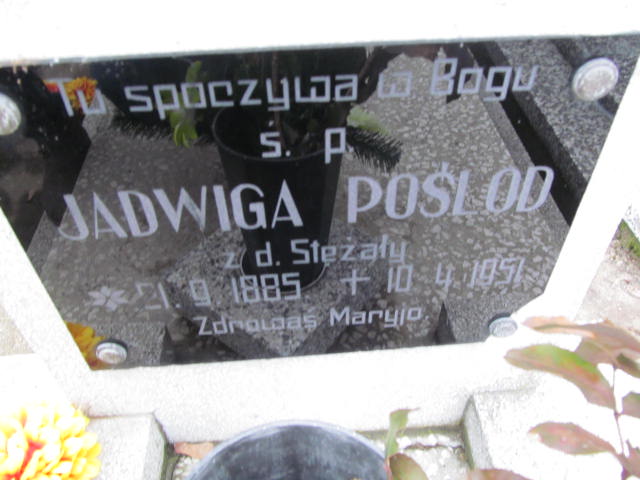 Tu spoczywa w Bogu
ś. p.
JADWIGA POŚLOD
z d. Stężały
21. 9 1885 + 10 4 1951
Zdrowaś Maryjo.